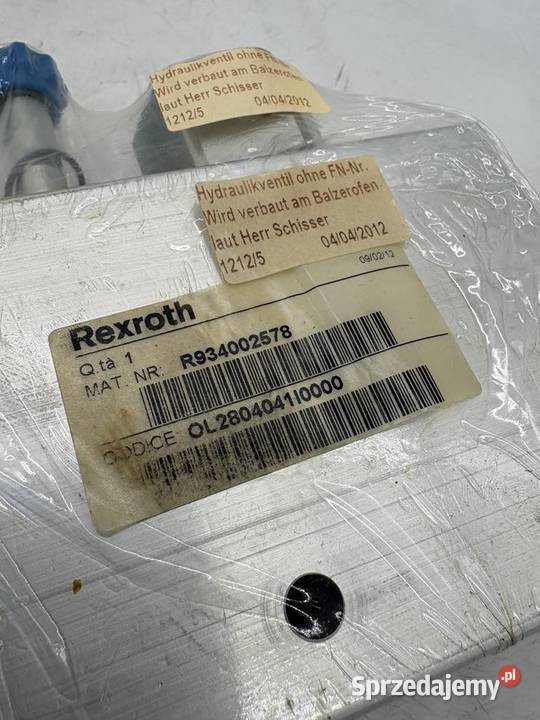 Hydraulikventil ohne FN-Nr.
Wird verbaut am Balzerofen
laut Herr Schisser
1212/5 04/04/2012
Hydraulikventil ohne FN-Nr.
Wird verbaut am Balzerofen
laut Herr Schisser
1212/5 04/04/2012
09/02/12
Rexroth
Q.tà 1
MAT. NR: R934002578
CODICE OL2804041I0000
Sprzedajemy.pl